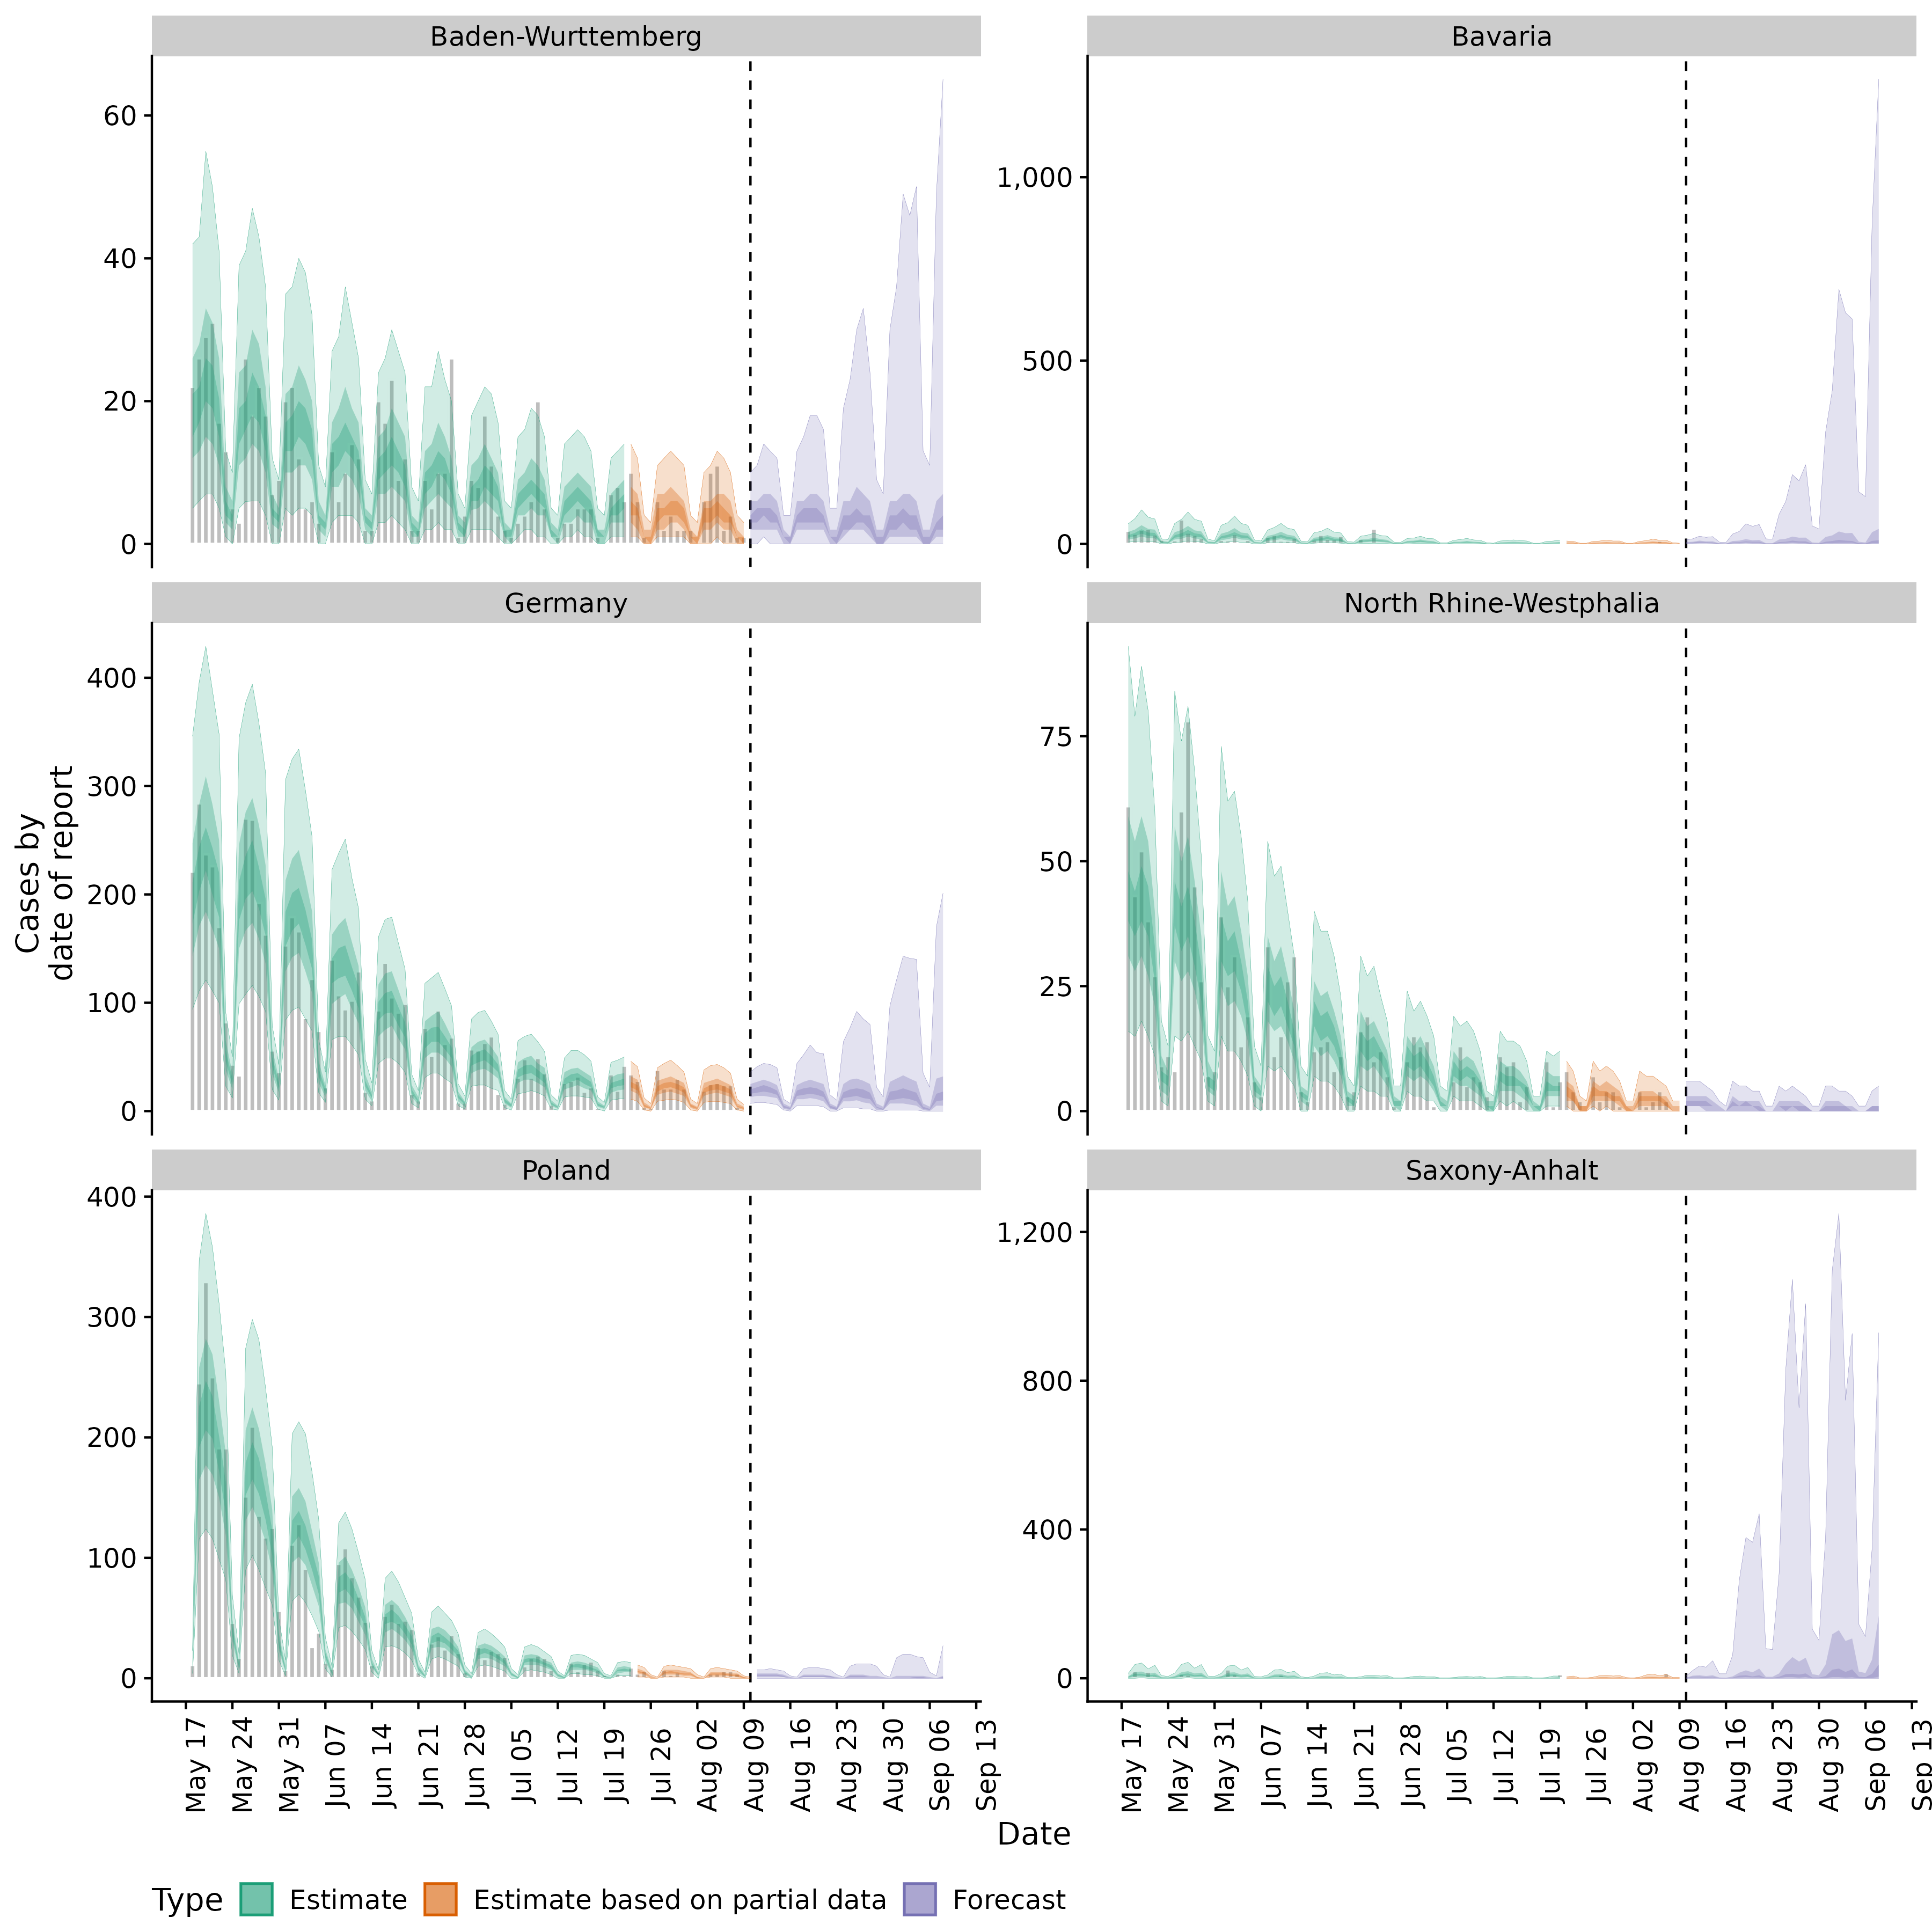 Baden-Wurttemberg
Bavaria
60
40
20
0
1,000
500
0
Germany
North Rhine-Westphalia
400
300
200
100
0
75
50
25
0
Cases by
date of report
Poland
Saxony-Anhalt
400
300
200
100
0
1,200
800
400
0
May 17
May 24
May 31
Jun 07
Jun 14
Jun 21
Jun 28
Jul 05
Jul 12
Jul 19
Jul 26
Aug 02
Aug 09
Aug 16
Aug 23
Aug 30
Sep 06
Sep 13
May 17
May 24
May 31
Jun 07
Jun 14
Jun 21
Jun 28
Jul 05
Jul 12
Jul 19
Jul 26
Aug 02
Aug 09
Aug 16
Aug 23
Aug 30
Sep 06
Sep 13
Date
Type Estimate Estimate based on partial data Forecast